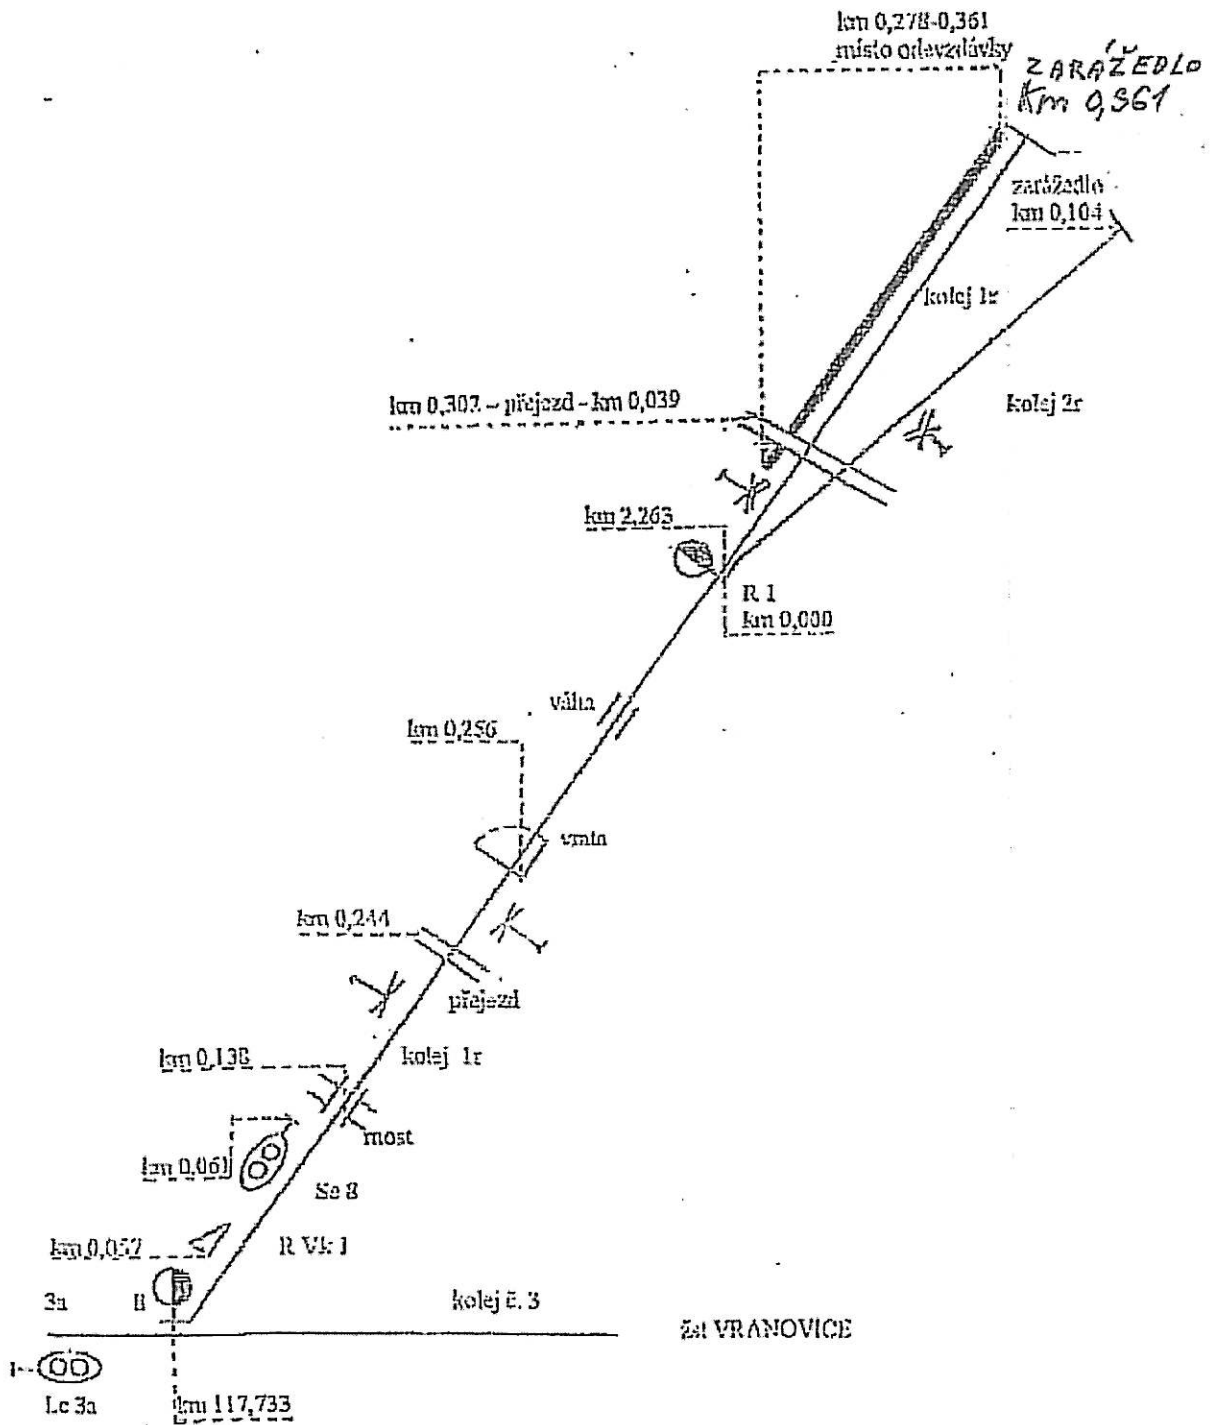 km 0,278-0,361
místo odevzdávky
ZARÁŽEDLO
Km 0,361
zarážedlo
km 0,104
kolej 1r
kolej 2r
km 0,302 - přejezd - km 0,039
km 2,263
R 1
km 0,000
váha
km 0,256
vrata
km 0,244
přejezd
kolej 1r
km 0,138
most
km 0,061
Se 8
km 0,057
R Vk 1
3a
kolej č. 3
žst VRANOVICE
Lc 3a
km 117,733